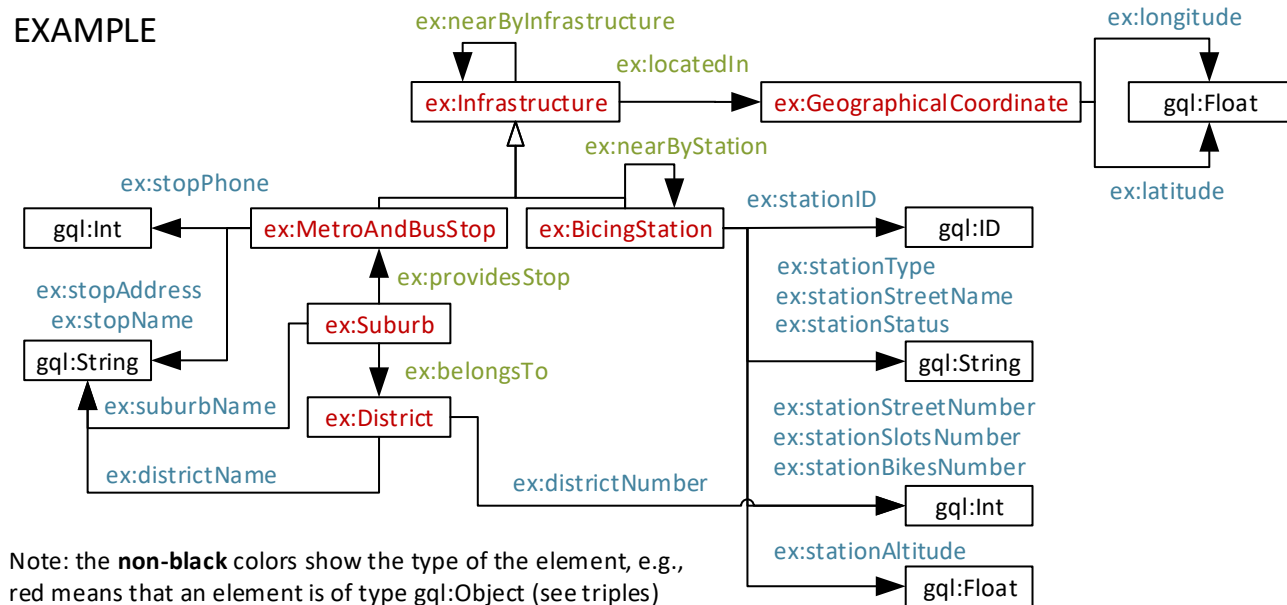 EXAMPLE
ex:nearByInfrastructure
ex:longitude
ex:locatedIn
ex:Infrastructure
ex:GeographicalCoordinate
gql:Float
ex:nearByStation
ex:latitude
ex:stopPhone
ex:stationID
gql:Int
ex:MetroAndBusStop
ex:BicingStation
gql:ID
ex:providesStop
ex:stationType
ex:stationStreetName
ex:stationStatus
ex:stopAddress
ex:stopName
ex:Suburb
gql:String
gql:String
ex:belongsTo
ex:suburbName
ex:District
ex:stationStreetNumber
ex:stationSlotsNumber
ex:stationBikesNumber
ex:districtName
ex:districtNumber
gql:Int
ex:stationAltitude
gql:Float
Note: the non-black colors show the type of the element, e.g.,
red means that an element is of type gql:Object (see triples)